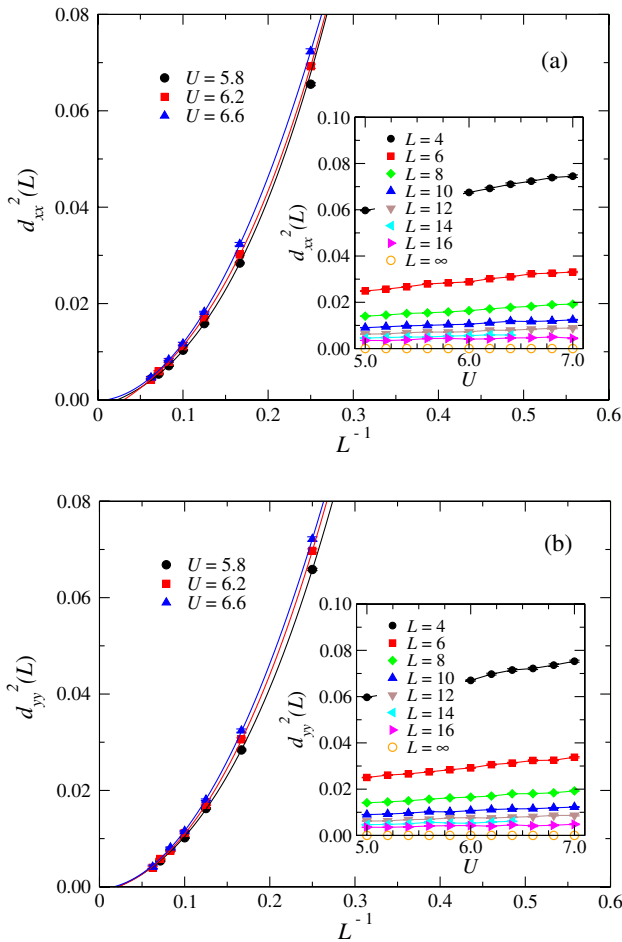 0.08
0.06
0.04
0.02
0.00
d_xx^2(L)
U = 5.8
U = 6.2
U = 6.6
(a)
0.10
0.08
0.06
0.04
0.02
0.00
d_xx^2(L)
L = 4
L = 6
L = 8
L = 10
L = 12
L = 14
L = 16
L = ∞
5.0 6.0 7.0
U
0 0.1 0.2 0.3 0.4 0.5 0.6
L^-1
0.08
0.06
0.04
0.02
0.00
d_yy^2(L)
U = 5.8
U = 6.2
U = 6.6
(b)
0.10
0.08
0.06
0.04
0.02
0.00
d_yy^2(L)
L = 4
L = 6
L = 8
L = 10
L = 12
L = 14
L = 16
L = ∞
5.0 6.0 7.0
U
0 0.1 0.2 0.3 0.4 0.5 0.6
L^-1